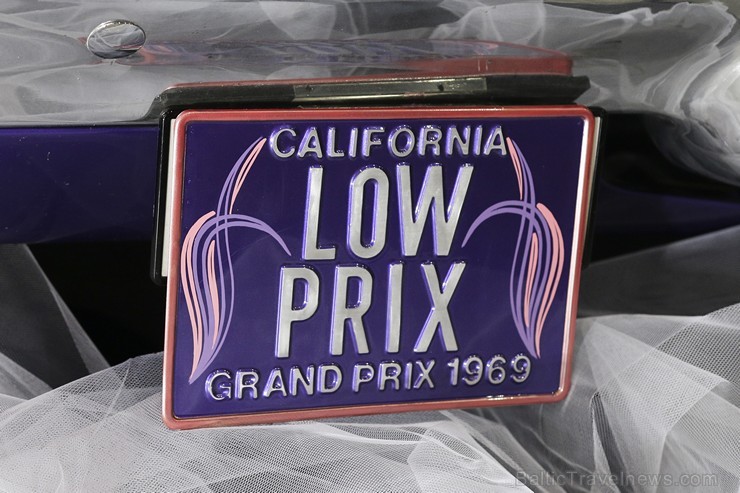 CALIFORNIA
LOW
PRIX
GRAND PRIX 1969
BalticTravelnews.com